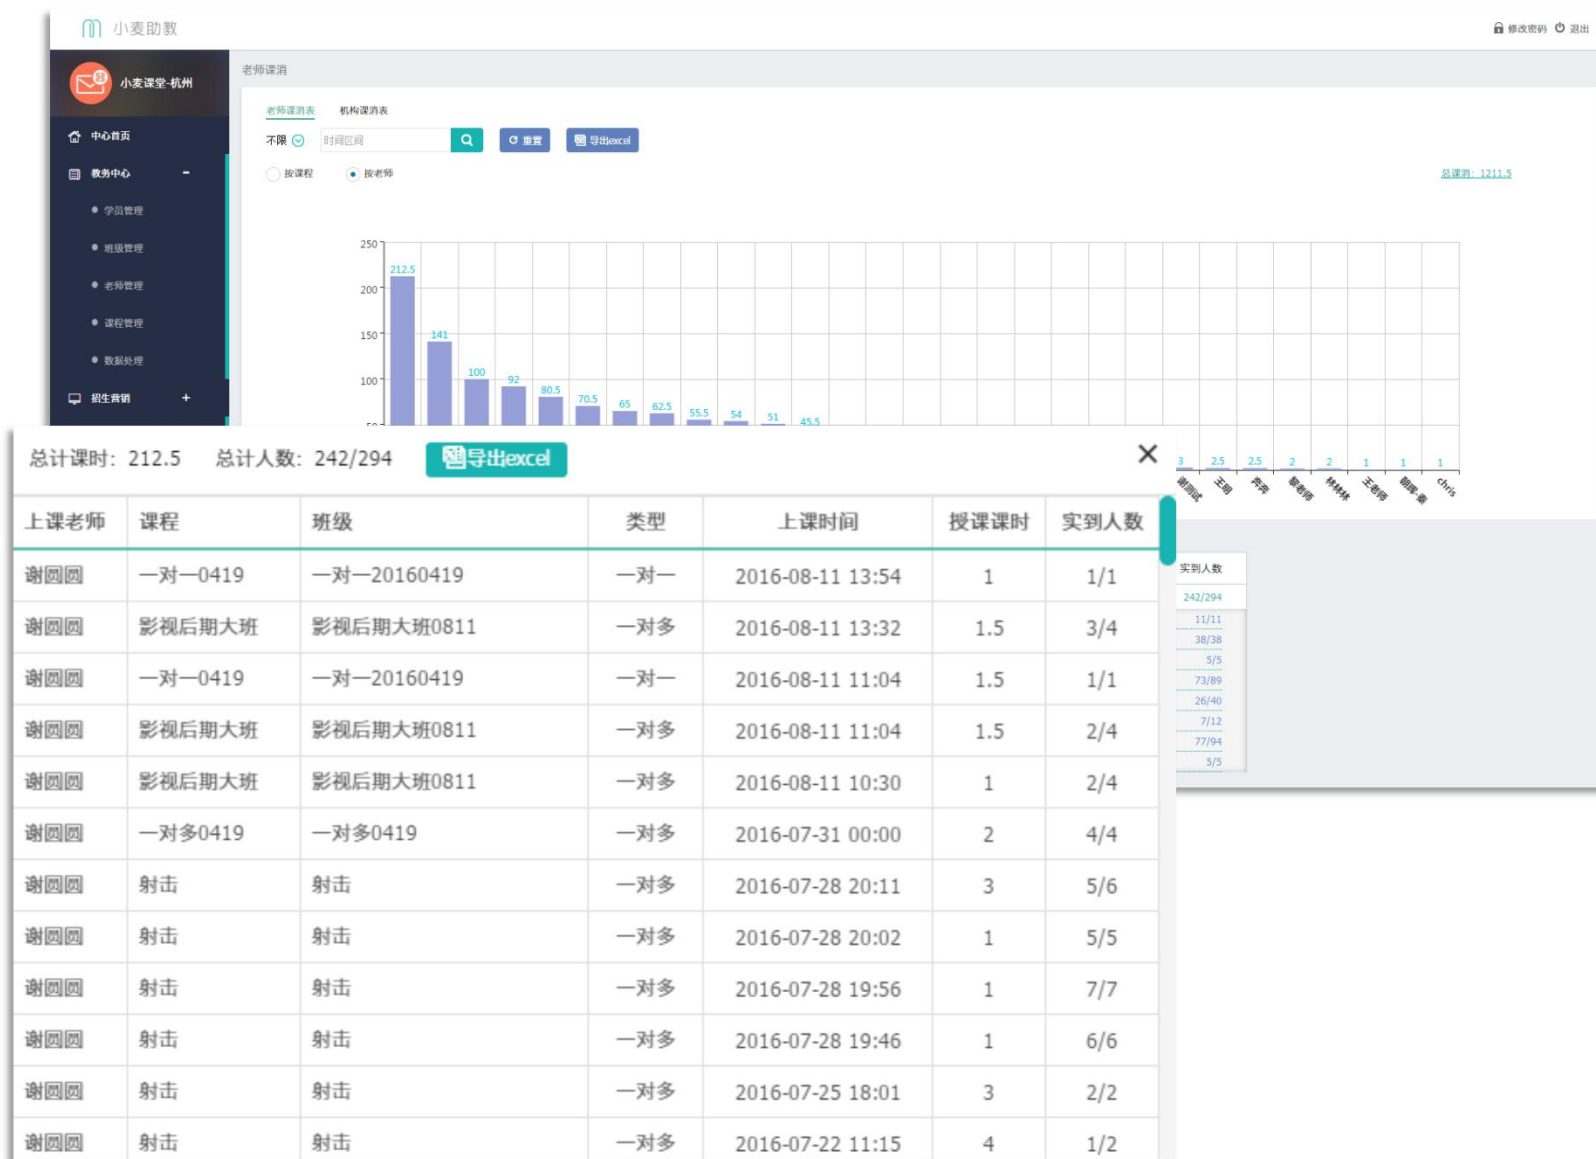 小麦助教
修改密码 退出
小麦课堂-杭州
中心首页
教务中心
学员管理
班级管理
老师管理
课程管理
数据处理
招生营销
老师课消
老师课消表 机构课消表
不限 时间区间 重置 导出excel
按课程 按老师
总课消: 1211.5
250
200
150
100
50
212.5 141 100 92 80.5 70.5 65 62.5 55.5 54 51 45.5
3 2.5 2.5 2 2 1 1 1
谢测试 王明 奔奔 黎老师 林林林 王老师 朝晖-秦 chris
实到人数
242/294
11/11
38/38
5/5
73/89
26/40
7/12
77/94
5/5
总计课时: 212.5 总计人数: 242/294 导出excel
上课老师 课程 班级 类型 上课时间 授课课时 实到人数
谢圆圆 一对一0419 一对一20160419 一对一 2016-08-11 13:54 1 1/1
谢圆圆 影视后期大班 影视后期大班0811 一对多 2016-08-11 13:32 1.5 3/4
谢圆圆 一对一0419 一对一20160419 一对一 2016-08-11 11:04 1.5 1/1
谢圆圆 影视后期大班 影视后期大班0811 一对多 2016-08-11 11:04 1.5 2/4
谢圆圆 影视后期大班 影视后期大班0811 一对多 2016-08-11 10:30 1 2/4
谢圆圆 一对多0419 一对多0419 一对多 2016-07-31 00:00 2 4/4
谢圆圆 射击 射击 一对多 2016-07-28 20:11 3 5/6
谢圆圆 射击 射击 一对多 2016-07-28 20:02 1 5/5
谢圆圆 射击 射击 一对多 2016-07-28 19:56 1 7/7
谢圆圆 射击 射击 一对多 2016-07-28 19:46 1 6/6
谢圆圆 射击 射击 一对多 2016-07-25 18:01 3 2/2
谢圆圆 射击 射击 一对多 2016-07-22 11:15 4 1/2